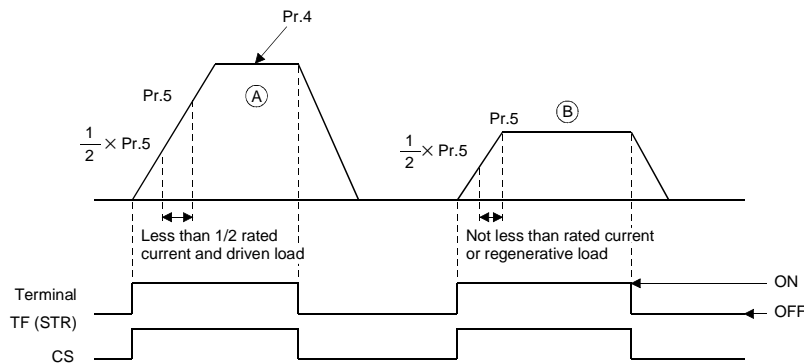 Pr.4
Pr.5
A
1/2 × Pr.5
Pr.5
B
1/2 × Pr.5
Less than 1/2 rated
current and driven load
Not less than rated current
or regenerative load
Terminal
TF (STR)
CS
ON
OFF